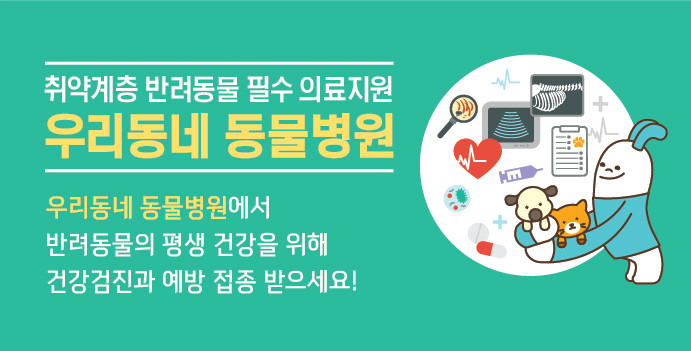 취약계층 반려동물 필수 의료지원
우리동네 동물병원
우리동네 동물병원에서
반려동물의 평생 건강을 위해
건강검진과 예방 접종 받으세요!